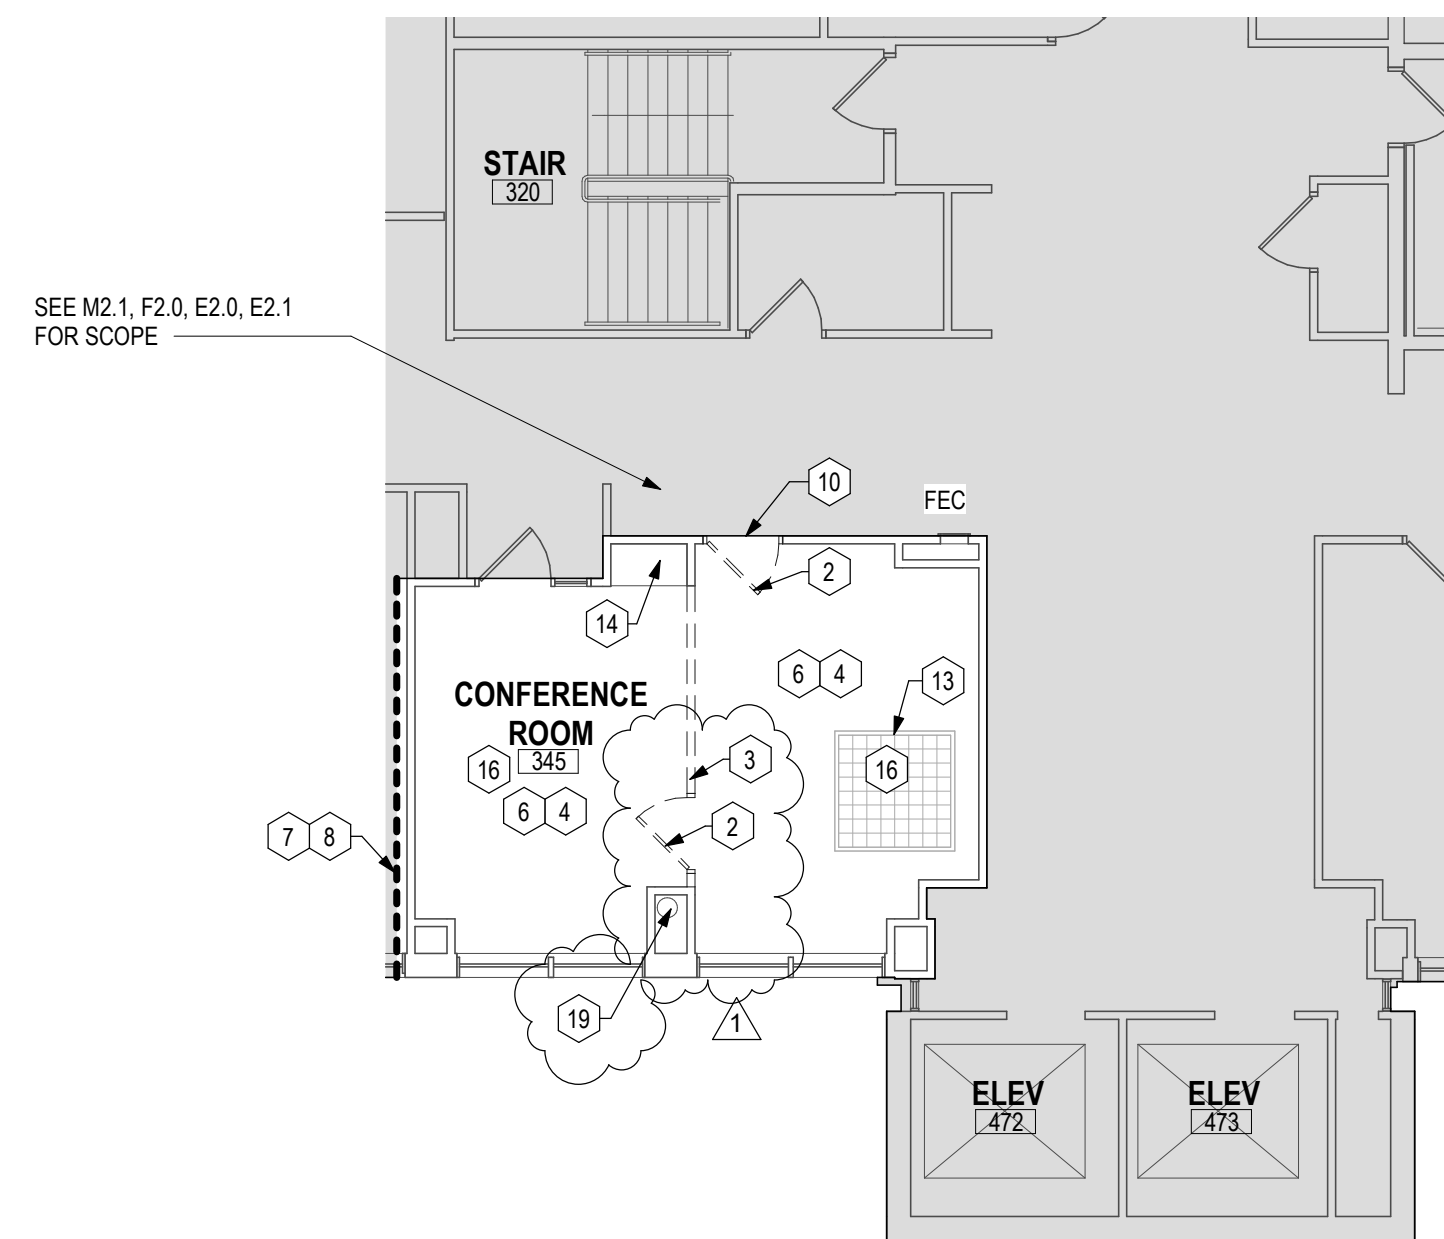 STAIR
320
SEE M2.1, F2.0, E2.0, E2.1
FOR SCOPE
10
FEC
2
14
6 4
13
CONFERENCE
ROOM
345
16
3
16
6 4
2
7 8
19
1
ELEV
472
ELEV
473